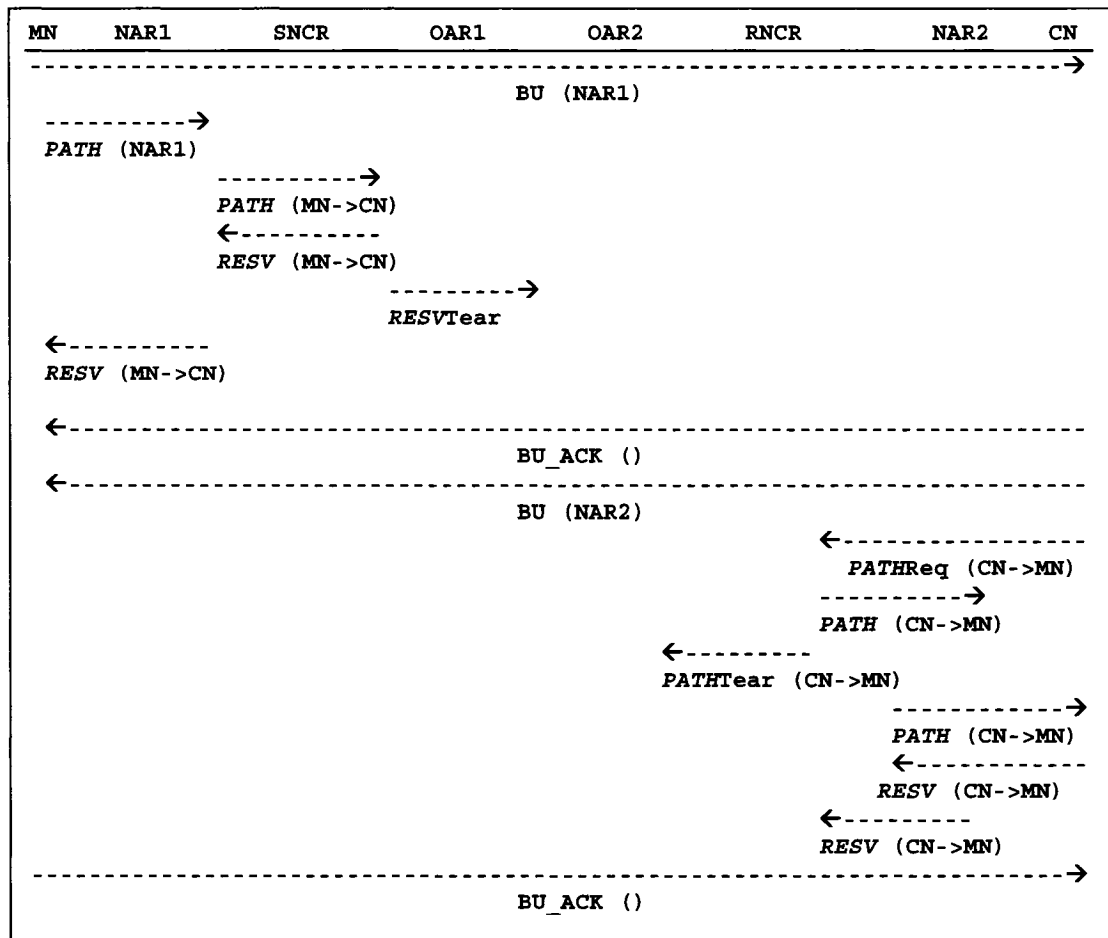 MN NAR1 SNCR OAR1 OAR2 RNCR NAR2 CN
BU (NAR1)
PATH (NAR1)
PATH (MN->CN)
RESV (MN->CN)
RESVTear
RESV (MN->CN)
BU_ACK ()
BU (NAR2)
PATHReq (CN->MN)
PATH (CN->MN)
PATHTear (CN->MN)
PATH (CN->MN)
RESV (CN->MN)
RESV (CN->MN)
BU_ACK ()